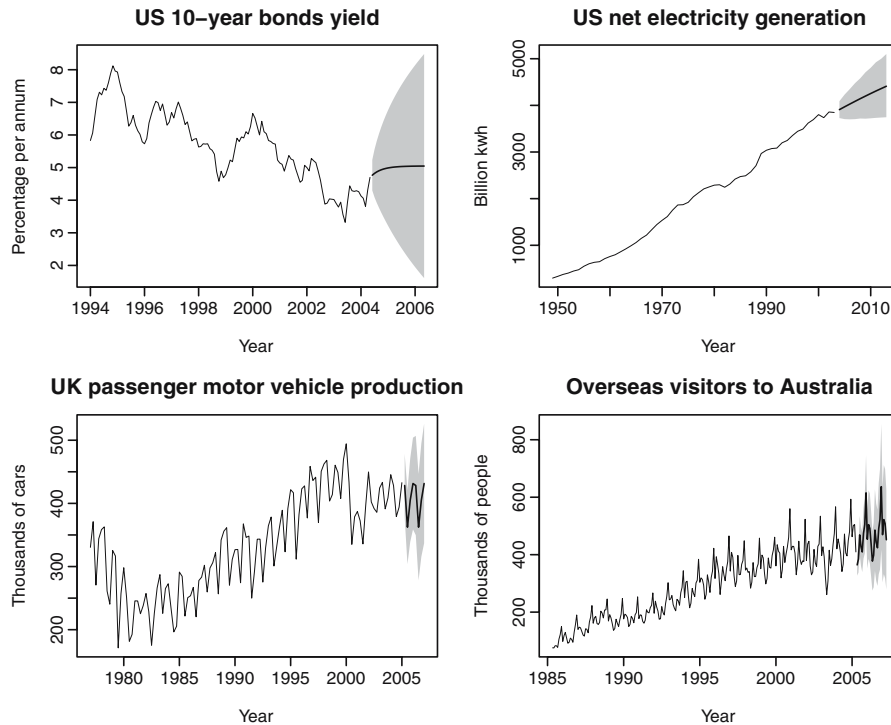 US 10−year bonds yield
Percentage per annum
8
7
6
5
4
3
2
1994 1996 1998 2000 2002 2004 2006
Year
US net electricity generation
Billion kwh
5000
3000
1000
1950 1970 1990 2010
Year
UK passenger motor vehicle production
Thousands of cars
500
400
300
200
1980 1985 1990 1995 2000 2005
Year
Overseas visitors to Australia
Thousands of people
800
600
400
200
1985 1990 1995 2000 2005
Year